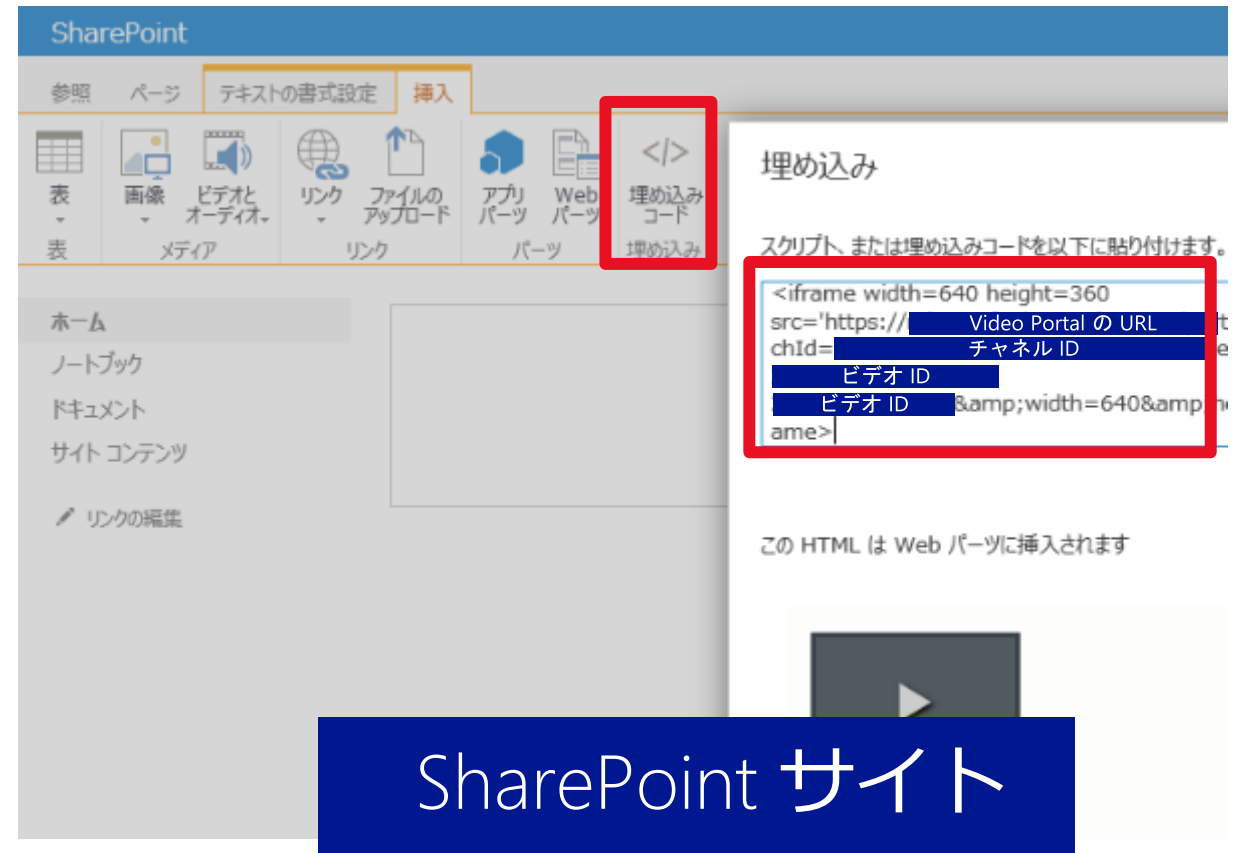 SharePoint
参照 ページ テキストの書式設定 挿入
表 画像 ビデオと オーディオ リンク ファイルの アップロード アプリ パーツ Web パーツ 埋め込み コード
表 メディア リンク パーツ 埋め込み
ホーム
ノートブック
ドキュメント
サイト コンテンツ
リンクの編集
埋め込み
スクリプト、または埋め込みコードを以下に貼り付けます。
<iframe width=640 height=360
src='https:// Video Portal の URL
chId= チャネル ID
ビデオ ID
ビデオ ID &amp;width=640&amp;
ame>
この HTML は Web パーツに挿入されます
SharePoint サイト